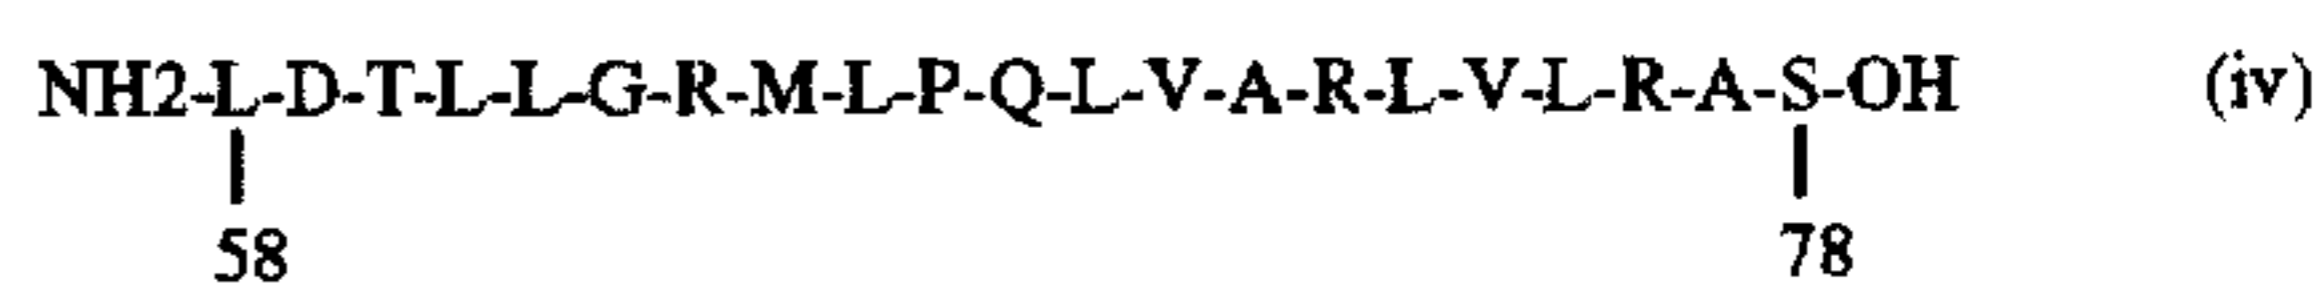 NH2-L-D-T-L-L-G-R-M-L-P-Q-L-V-A-R-L-V-L-R-A-S-OH (iv)
58 78